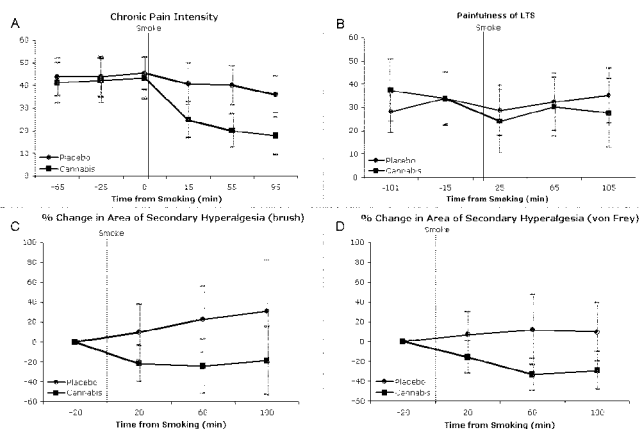 A
Chronic Pain Intensity
Smoke
60
50
40
30
20
10
0
Placebo
Cannabis
-65 -25 0 15 55 95
Time from Smoking (min)
B
Painfulness of LTS
Smoke
60
50
40
30
20
10
0
Placebo
Cannabis
-101 -15 25 65 105
Time from Smoking (min)
C
% Change in Area of Secondary Hyperalgesia (brush)
Smoke
100
80
60
40
20
0
-20
-40
-60
Placebo
Cannabis
-20 20 60 100
Time from Smoking (min)
D
% Change in Area of Secondary Hyperalgesia (von Frey)
Smoke
100
80
60
40
20
0
-20
-40
-60
Placebo
Cannabis
20 60 100
Time from Smoking (min)